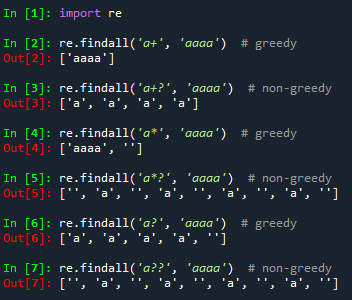 In [1]: import re
In [2]: re.findall('a+', 'aaaa')  # greedy
Out[2]: ['aaaa']
In [3]: re.findall('a+?', 'aaaa')  # non-greedy
Out[3]: ['a', 'a', 'a', 'a']
In [4]: re.findall('a*', 'aaaa')  # greedy
Out[4]: ['aaaa', '']
In [5]: re.findall('a*?', 'aaaa')  # non-greedy
Out[5]: ['', 'a', '', 'a', '', 'a', '', 'a', '']
In [6]: re.findall('a?', 'aaaa')  # greedy
Out[6]: ['a', 'a', 'a', 'a', '']
In [7]: re.findall('a??', 'aaaa')  # non-greedy
Out[7]: ['', 'a', '', 'a', '', 'a', '', 'a', '']